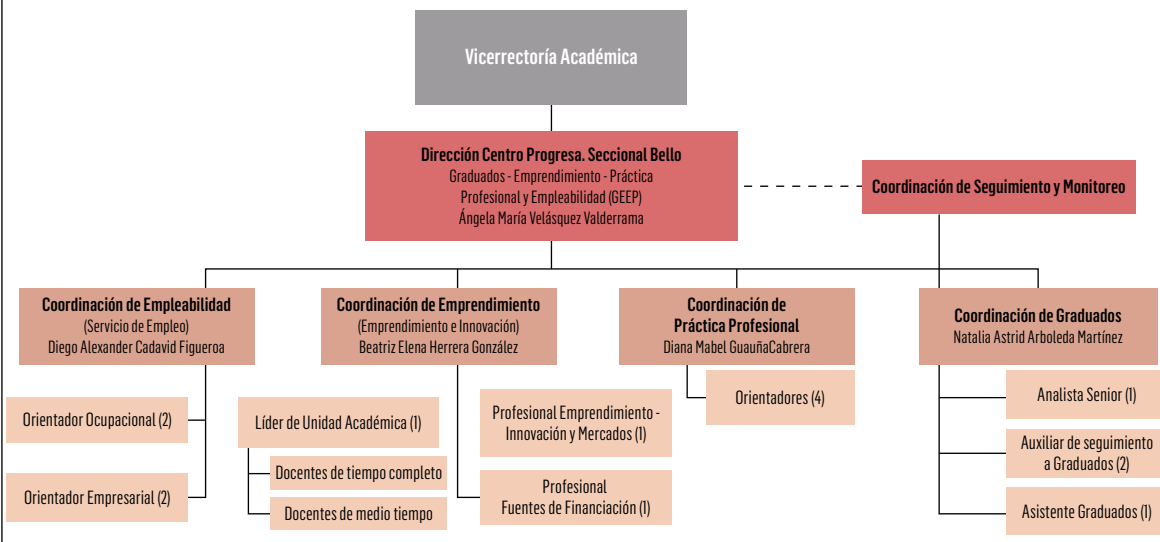 Vicerrectoría Académica
Dirección Centro Progresa. Seccional Bello
Graduados - Emprendimiento - Práctica
Profesional y Empleabilidad (GEEP)
Ángela María Velásquez Valderrama
Coordinación de Seguimiento y Monitoreo
Coordinación de Empleabilidad
(Servicio de Empleo)
Diego Alexander Cadavid Figueroa
Coordinación de Emprendimiento
(Emprendimiento e Innovación)
Beatriz Elena Herrera González
Coordinación de
Práctica Profesional
Diana Mabel GuauñaCabrera
Coordinación de Graduados
Natalia Astrid Arboleda Martínez
Orientador Ocupacional (2)
Orientador Empresarial (2)
Líder de Unidad Académica (1)
Docentes de tiempo completo
Docentes de medio tiempo
Profesional Emprendimiento -
Innovación y Mercados (1)
Profesional
Fuentes de Financiación (1)
Orientadores (4)
Analista Senior (1)
Auxiliar de seguimiento
a Graduados (2)
Asistente Graduados (1)